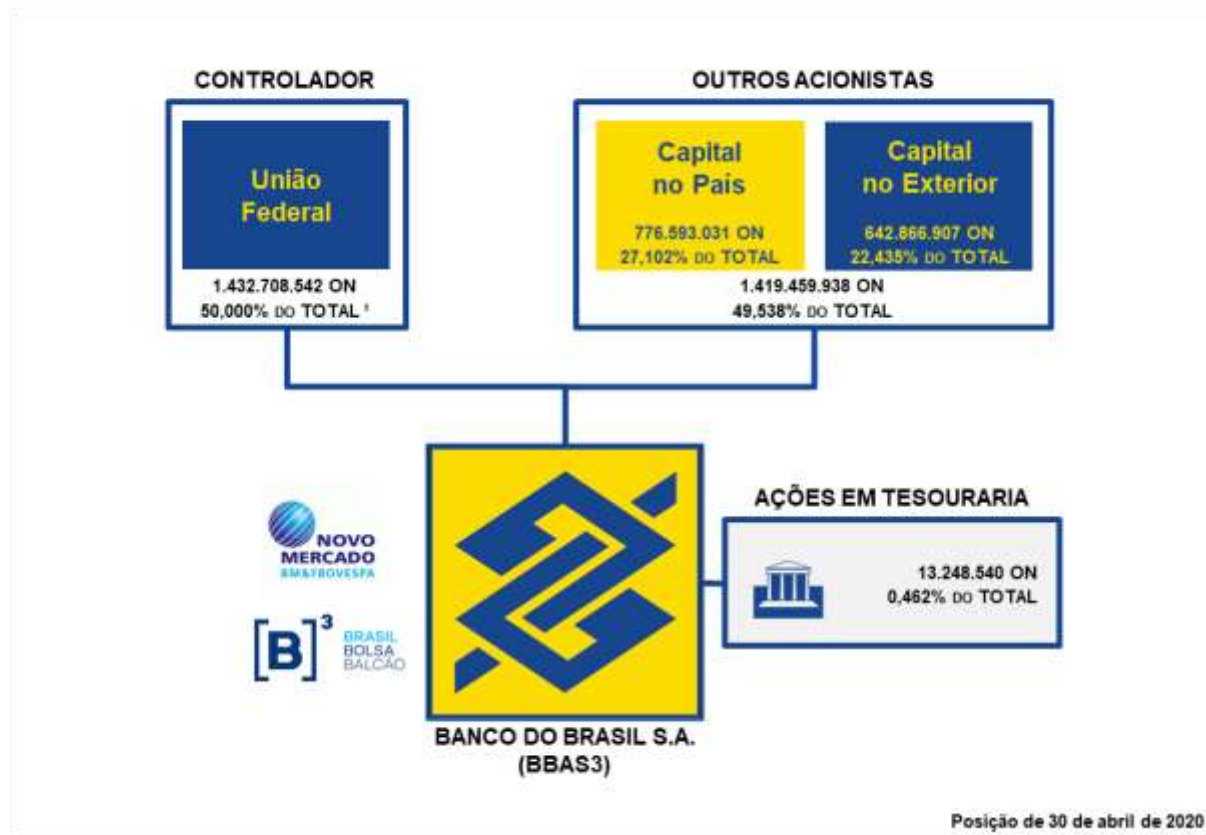 CONTROLADOR
União
Federal
1.432.708.542 ON
50,000% DO TOTAL ¹
OUTROS ACIONISTAS
Capital
no País
776.593.031 ON
27,102% DO TOTAL
Capital
no Exterior
642.866.907 ON
22,435% DO TOTAL
1.419.459.938 ON
49,538% DO TOTAL
NOVO
MERCADO
BM&FBOVESPA
[B]³
BRASIL
BOLSA
BALCÃO
AÇÕES EM TESOURARIA
13.248.540 ON
0,462% DO TOTAL
BANCO DO BRASIL S.A.
(BBAS3)
Posição de 30 de abril de 2020